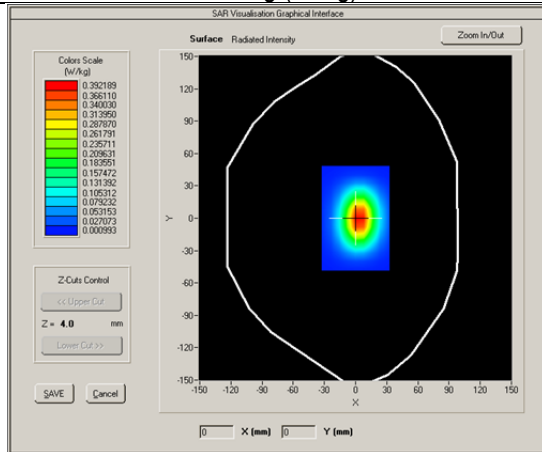 SAR Visualisation Graphical Interface
Surface Radiated Intensity
Zoom In/Out
Colors Scale
(W/kg)
0.392189
0.366110
0.340030
0.313950
0.287870
0.261791
0.235711
0.209631
0.183551
0.157472
0.131392
0.105312
0.079232
0.053153
0.027073
0.000993
150-
120-
90-
60-
30-
Y 0-
-30-
-60-
-90-
-120-
-150-
-150 -120 -90 -60 -30 0 30 60 90 120 150
X
Z-Cuts Control
<< Upper Cut
Z = 4.0 mm
Lower Cut >>
SAVE Cancel
0 X (mm) 0 Y (mm)